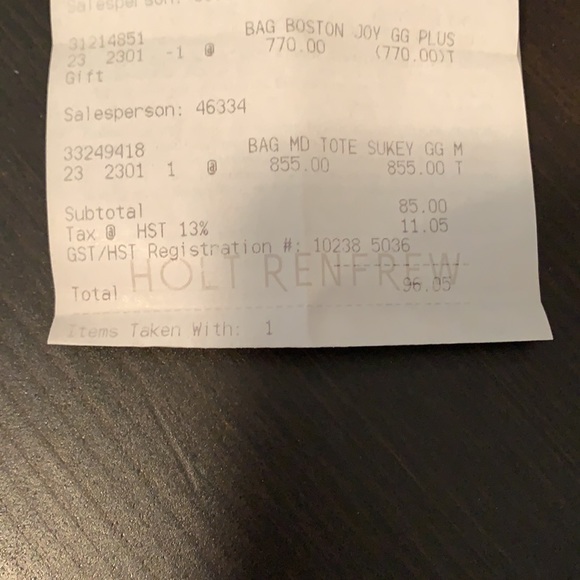 Salesperson:
BAG BOSTON JOY GG PLUS
31214851
23 2301 -1 @ 770.00 (770.00)T
Gift
Salesperson: 46334
BAG MD TOTE SUKEY GG M
33249418
23 2301 1 @ 855.00 855.00 T
Subtotal 85.00
Tax @ HST 13% 11.05
GST/HST Registration #: 10238 5036
HOLT RENFREW
Total 96.05
Items Taken With: 1